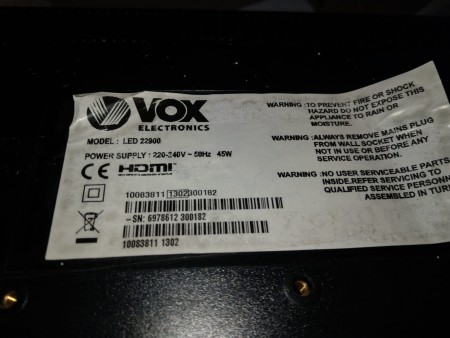 VOX
ELECTRONICS
MODEL : LED 22900
POWER SUPPLY : 220-240V ~ 50Hz 45W
CE HDMI
10083811 1302 300182
-SN: 6978612 300182
10083811 1302
WARNING :TO PREVENT FIRE OR SHOCK
HAZARD DO NOT EXPOSE THIS
APPLIANCE TO RAIN OR
MOISTURE.
WARNING :ALWAYS REMOVE MAINS PLUG
FROM WALL SOCKET WHEN
NOT IN USE OR BEFORE ANY
SERVICE OPERATION.
WARNING :NO USER SERVICEABLE PARTS
INSIDE.REFER SERVICING TO
QUALIFIED SERVICE PERSONN
ASSEMBLED IN TUR